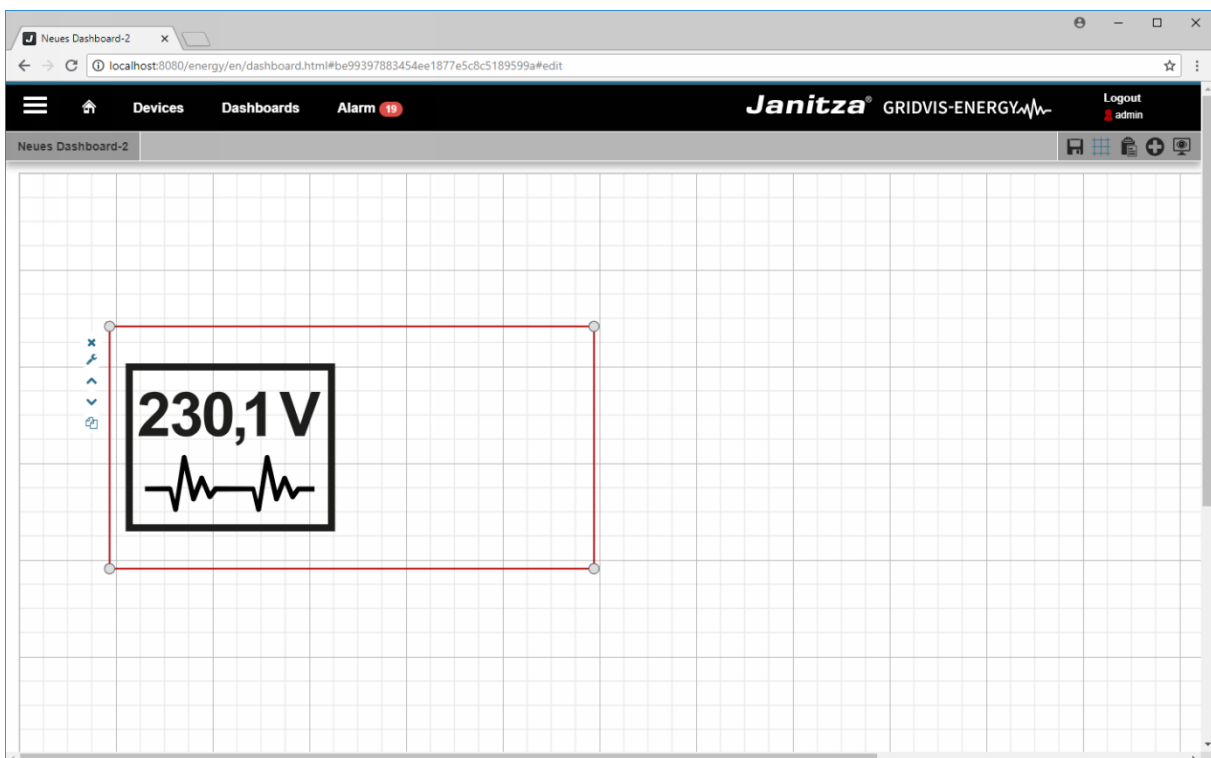 Neues Dashboard-2
localhost:8080/energy/en/dashboard.html#be99397883454ee1877e5c8c5189599a#edit
Devices Dashboards Alarm 19 Janitza® GRIDVIS-ENERGY Logout
admin
Neues Dashboard-2
230,1 V